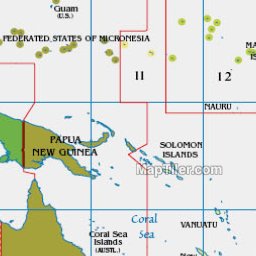 Guam
(U.S.)
FEDERATED STATES OF MICRONESIA
MA
11
12
I
NAURU
PAPUA
NEW GUINEA
SOLOMON
ISLANDS
MapTiler.com
Coral
Sea
VANUATU
Coral Sea
Islands
(AUSTL.)
New